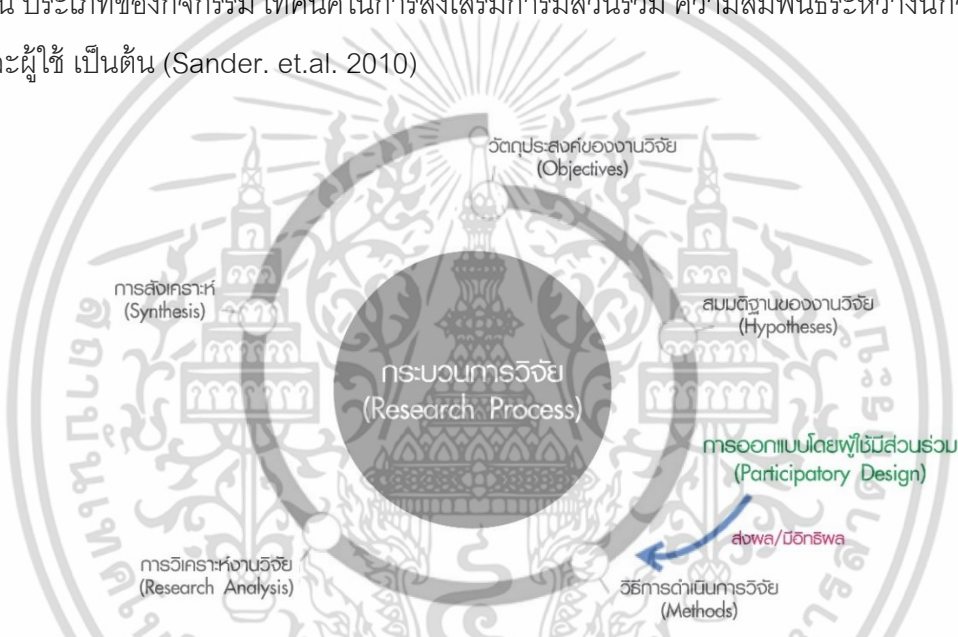 ประเภทของกิจกรรม เทคนิคในการส่งเสริมการมีส่วนร่วม ความสัมพันธ์ระหว่าง
ผู้ใช้ เป็นต้น (Sander. et.al. 2010)
วัตถุประสงค์ของงานวิจัย
(Objectives)
การสังเคราะห์
(Synthesis)
สมมติฐานของงานวิจัย
(Hypotheses)
กระบวนการวิจัย
(Research Process)
การออกแบบโดยผู้ใช้มีส่วนร่วม
(Participatory Design)
ส่งผล/มีอิทธิพล
การวิเคราะห์งานวิจัย
(Research Analysis)
วิธีการดำเนินการวิจัย
(Methods)